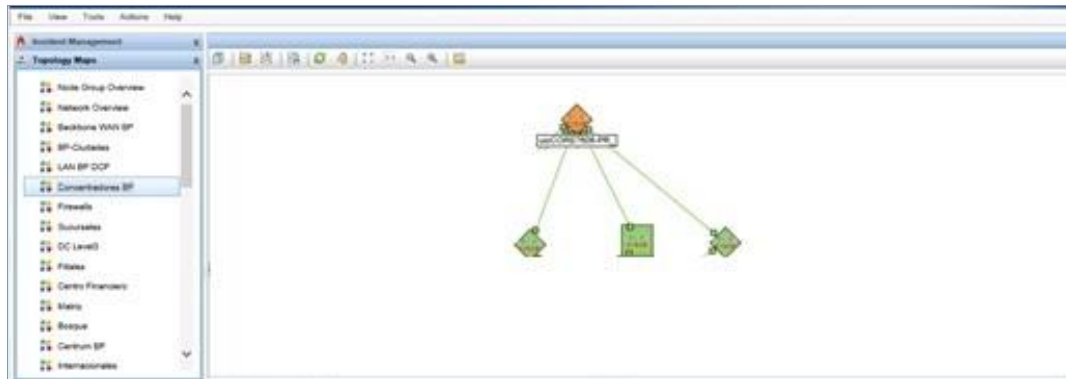 File View Tools Actions Help
Incident Management
Topology Maps
Node Group Overview
Network Overview
Backbone WAN BP
BP-Ciudades
LAN BP DCP
Concentradores BP
Firewalls
Sucursales
DC Level3
Filiales
Centro Financiero
Matriz
Bosque
Centrum BP
Internacionales